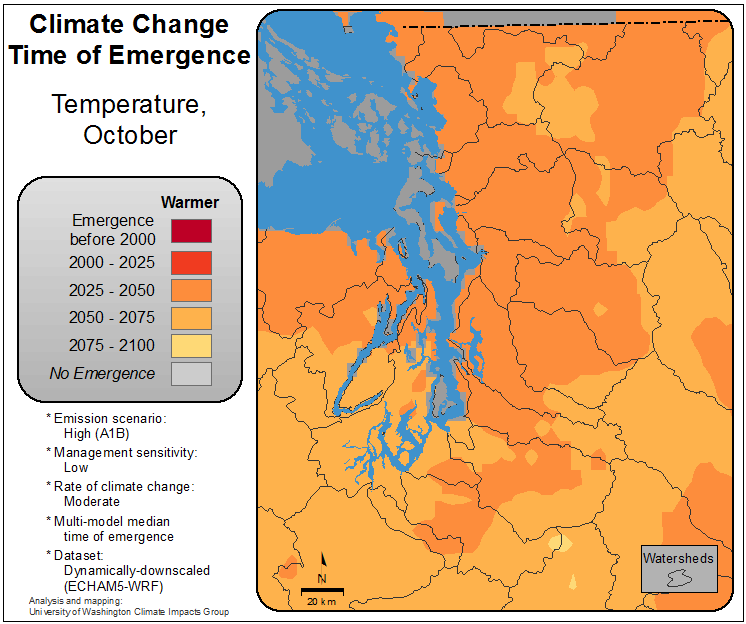 Climate Change
Time of Emergence
Temperature,
October
Warmer
Emergence
before 2000
2000 - 2025
2025 - 2050
2050 - 2075
2075 - 2100
No Emergence
* Emission scenario:
High (A1B)
* Management sensitivity:
Low
* Rate of climate change:
Moderate
* Multi-model median
time of emergence
* Dataset:
Dynamically-downscaled
(ECHAM5-WRF)
Analysis and mapping:
University of Washington Climate Impacts Group
N
20 km
Watersheds